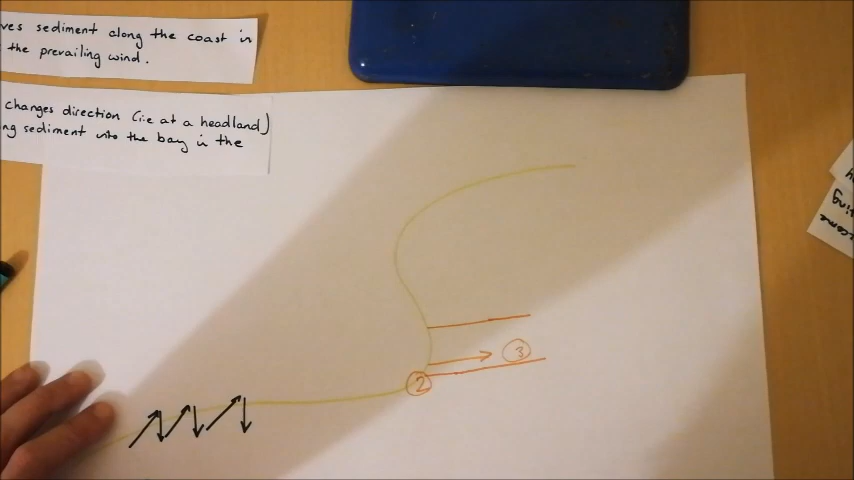 ves sediment along the coast in
the prevailing wind.
changes direction (i.e at a headland)
ng sediment into the bay in the
3
2